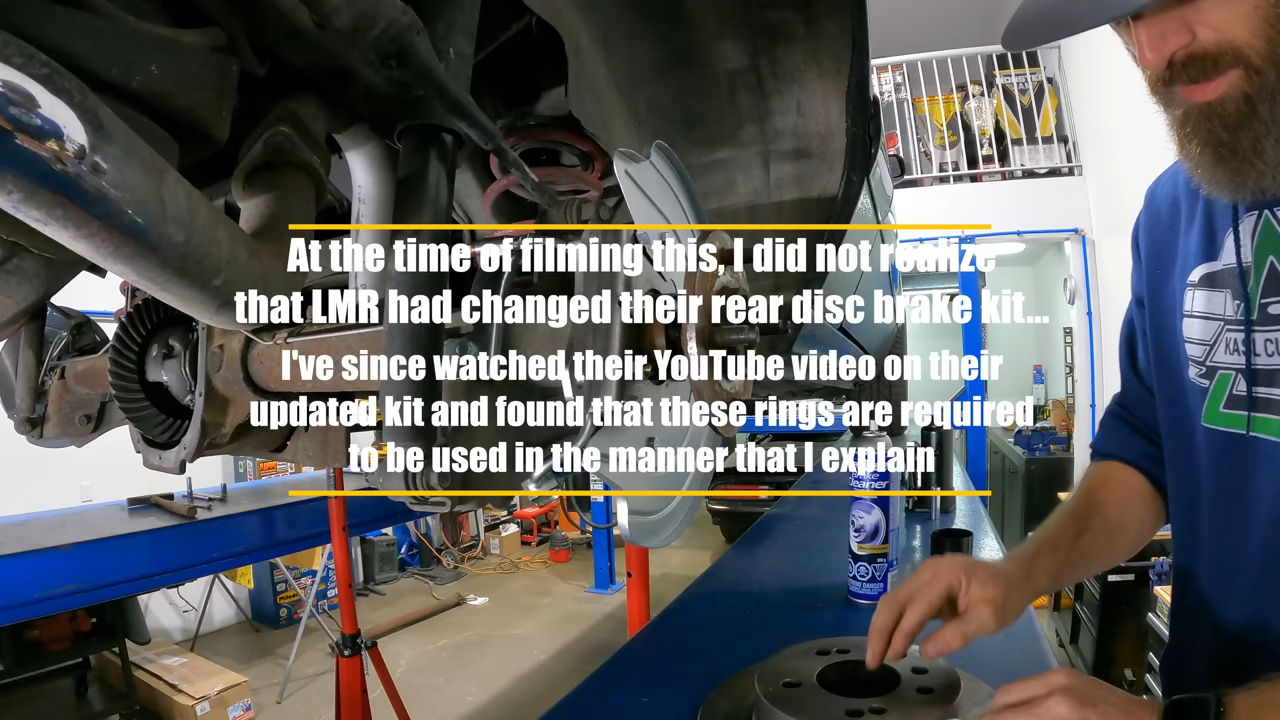 MONSTER
At the time of filming this, I did not realize
that LMR had changed their rear disc brake kit...
I've since watched their YouTube video on their
updated kit and found that these rings are required
to be used in the manner that I explain
brake
cleaner
DANGER